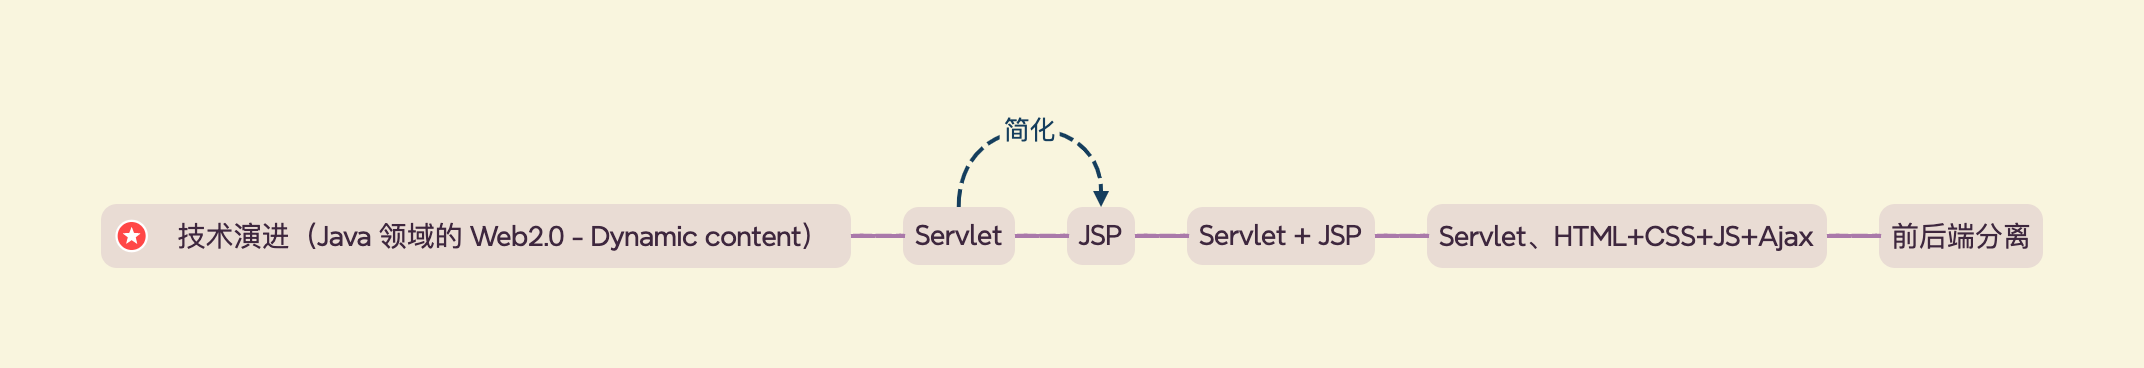 简化
技术演进（Java 领域的 Web2.0 - Dynamic content）
Servlet
JSP
Servlet + JSP
Servlet、HTML+CSS+JS+Ajax
前后端分离